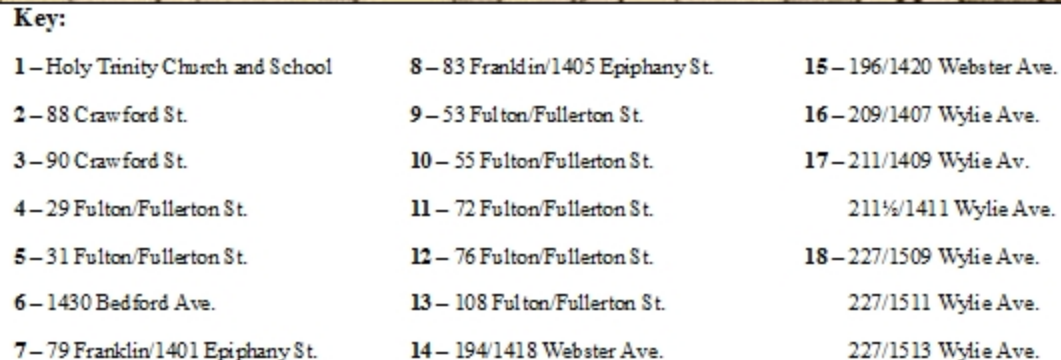 Key:
1 – Holy Trinity Church and School
2 – 88 Crawford St.
3 – 90 Crawford St.
4 – 29 Fulton/Fullerton St.
5 – 31 Fulton/Fullerton St.
6 – 1430 Bedford Ave.
7 – 79 Franklin/1401 Epiphany St.
8 – 83 Franklin/1405 Epiphany St.
9 – 53 Fulton/Fullerton St.
10 – 55 Fulton/Fullerton St.
11 – 72 Fulton/Fullerton St.
12 – 76 Fulton/Fullerton St.
13 – 108 Fulton/Fullerton St.
14 – 194/1418 Webster Ave.
15 – 196/1420 Webster Ave.
16 – 209/1407 Wylie Ave.
17 – 211/1409 Wylie Av.
211½/1411 Wylie Ave.
18 – 227/1509 Wylie Ave.
227/1511 Wylie Ave.
227/1513 Wylie Ave.